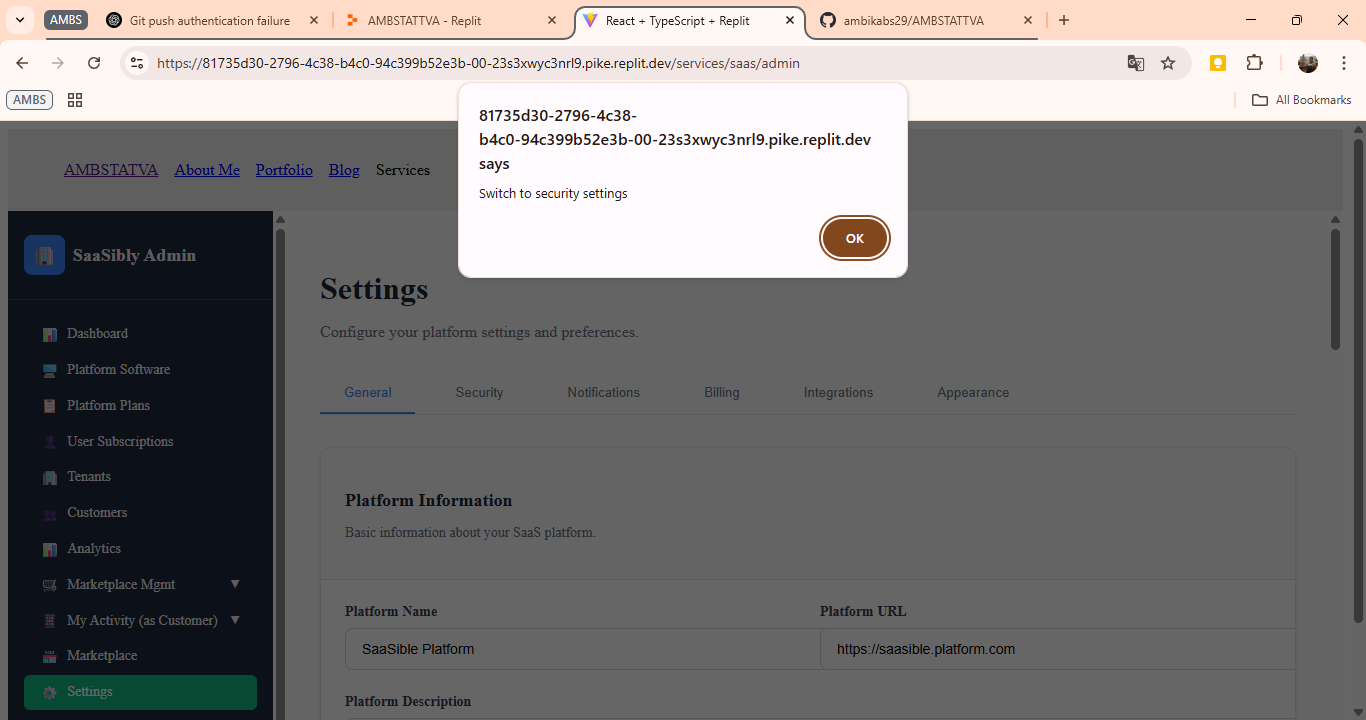 AMBS
Git push authentication failure
AMBSTATTVA - Replit
React + TypeScript + Replit
ambikabs29/AMBSTATTVA
https://81735d30-2796-4c38-b4c0-94c399b52e3b-00-23s3xwyc3nrl9.pike.replit.dev/services/saas/admin
AMBS
All Bookmarks
81735d30-2796-4c38-
b4c0-94c399b52e3b-00-23s3xwyc3nrl9.pike.replit.dev
says
Switch to security settings
OK
AMBSTATVA About Me Portfolio Blog Services
SaaSibly Admin
Dashboard
Platform Software
Platform Plans
User Subscriptions
Tenants
Customers
Analytics
Marketplace Mgmt ▼
My Activity (as Customer) ▼
Marketplace
Settings
Settings
Configure your platform settings and preferences.
General Security Notifications Billing Integrations Appearance
Platform Information
Basic information about your SaaS platform.
Platform Name Platform URL
SaaSible Platform https://saasible.platform.com
Platform Description